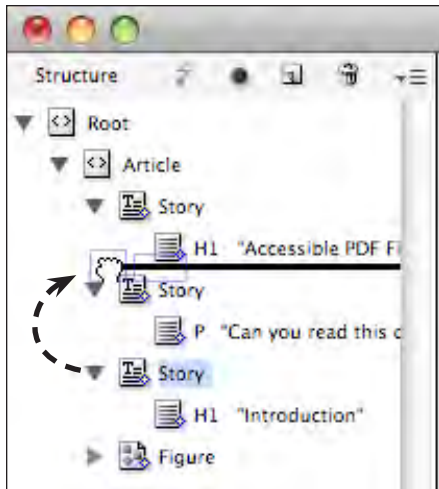 Structure
Root
Article
Story
H1 "Accessible PDF Fi
Story
P "Can you read this c
Story
H1 "Introduction"
Figure